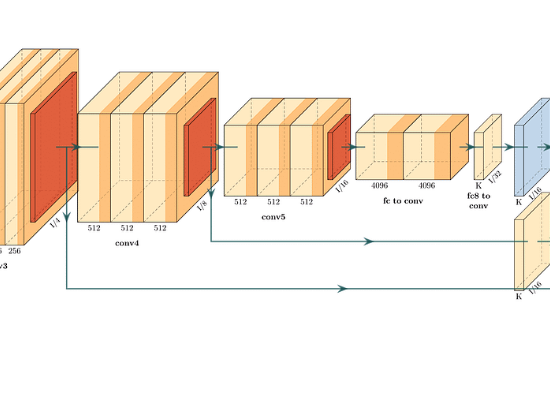 256
1/4
v3
512 512 512
1/8
conv4
512 512 512
1/16
conv5
4096 4096
fc to conv
K
1/32
fc8 to
conv
K
1/16
K
1/16